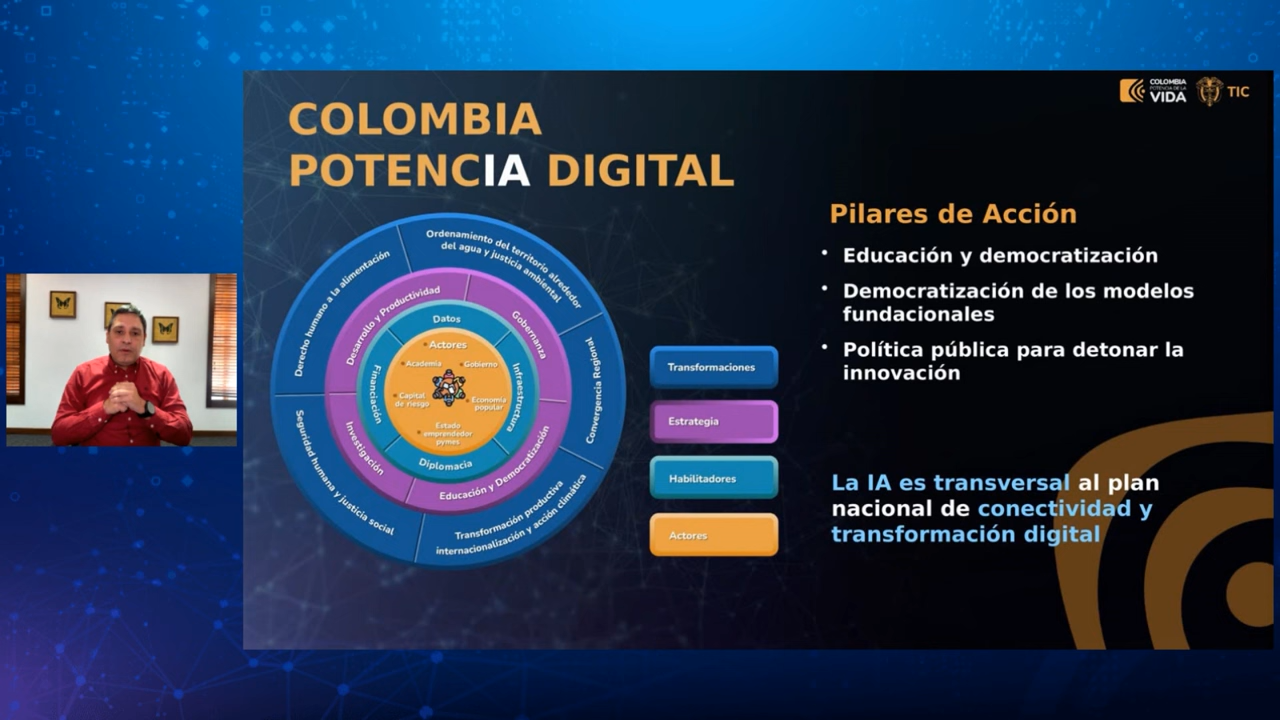 COLOMBIA
POTENCIA DIGITAL
COLOMBIA
POTENCIA DE LA
VIDA
TIC
Ordenamiento del territorio alrededor
del agua y justicia ambiental
Convergencia Regional
Transformación productiva
internacionalización y acción climática
Seguridad humana y justicia social
Derecho humano a la alimentación
Desarrollo y Productividad
Gobernanza
Educación y Democratización
Investigación
Datos
Infraestructura
Diplomacia
Financiación
Actores
Academia
Gobierno
Capital
de riesgo
Economía
popular
Estado
emprendedor
pymes
Transformaciones
Estrategia
Habilitadores
Actores
Pilares de Acción
• Educación y democratización
• Democratización de los modelos
fundacionales
• Política pública para detonar la
innovación
La IA es transversal al plan
nacional de conectividad y
transformación digital